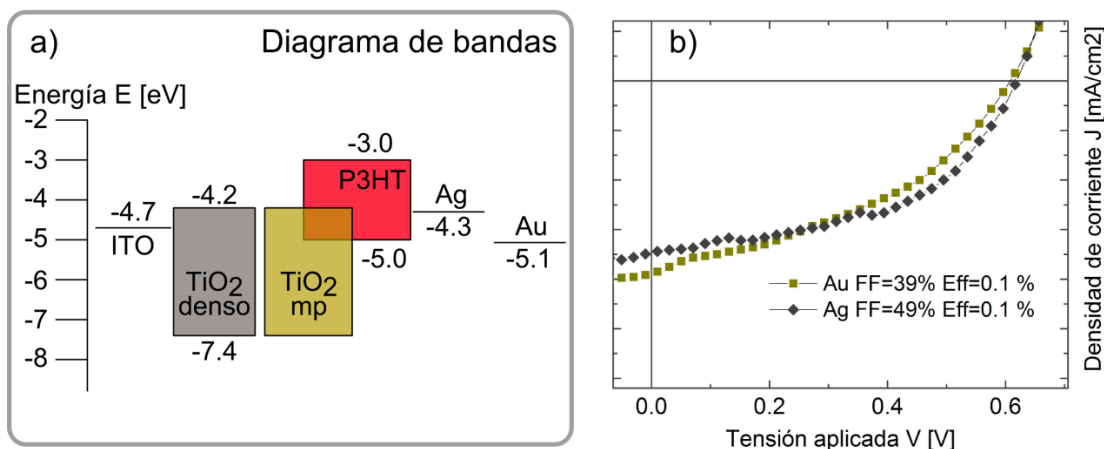 a)
Diagrama de bandas
Energía E [eV]
-2
-3
-4
-5
-6
-7
-8
-4.7
ITO
-4.2
TiO2
denso
-7.4
TiO2
mp
-3.0
P3HT
-5.0
Ag
-4.3
Au
-5.1
b)
Au FF=39% Eff=0.1 %
Ag FF=49% Eff=0.1 %
0.0
0.2
0.4
0.6
Tensión aplicada V [V]
Densidad de corriente J [mA/cm2]